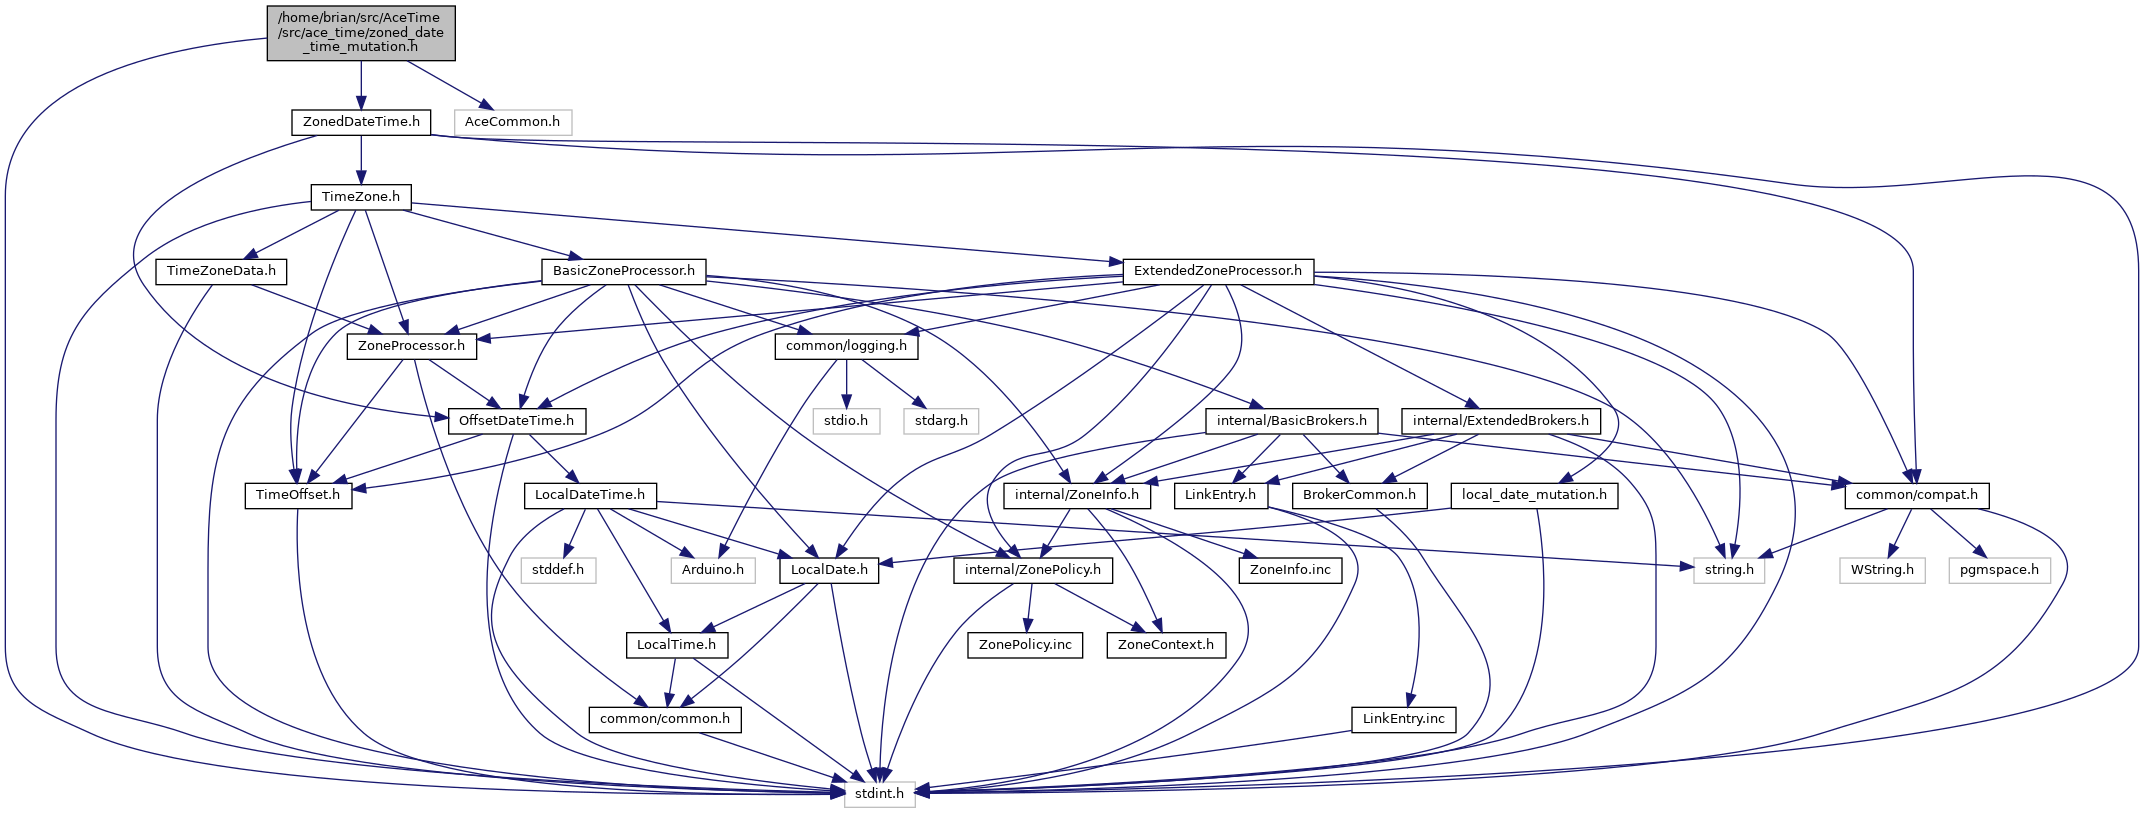 /home/brian/src/AceTime
/src/ace_time/zoned_date
_time_mutation.h
ZonedDateTime.h
AceCommon.h
TimeZone.h
TimeZoneData.h
BasicZoneProcessor.h
ExtendedZoneProcessor.h
ZoneProcessor.h
common/logging.h
OffsetDateTime.h
stdio.h
stdarg.h
internal/BasicBrokers.h
internal/ExtendedBrokers.h
TimeOffset.h
LocalDateTime.h
internal/ZoneInfo.h
LinkEntry.h
BrokerCommon.h
local_date_mutation.h
common/compat.h
stddef.h
Arduino.h
LocalDate.h
internal/ZonePolicy.h
ZoneInfo.inc
string.h
WString.h
pgmspace.h
LocalTime.h
ZonePolicy.inc
ZoneContext.h
common/common.h
LinkEntry.inc
stdint.h